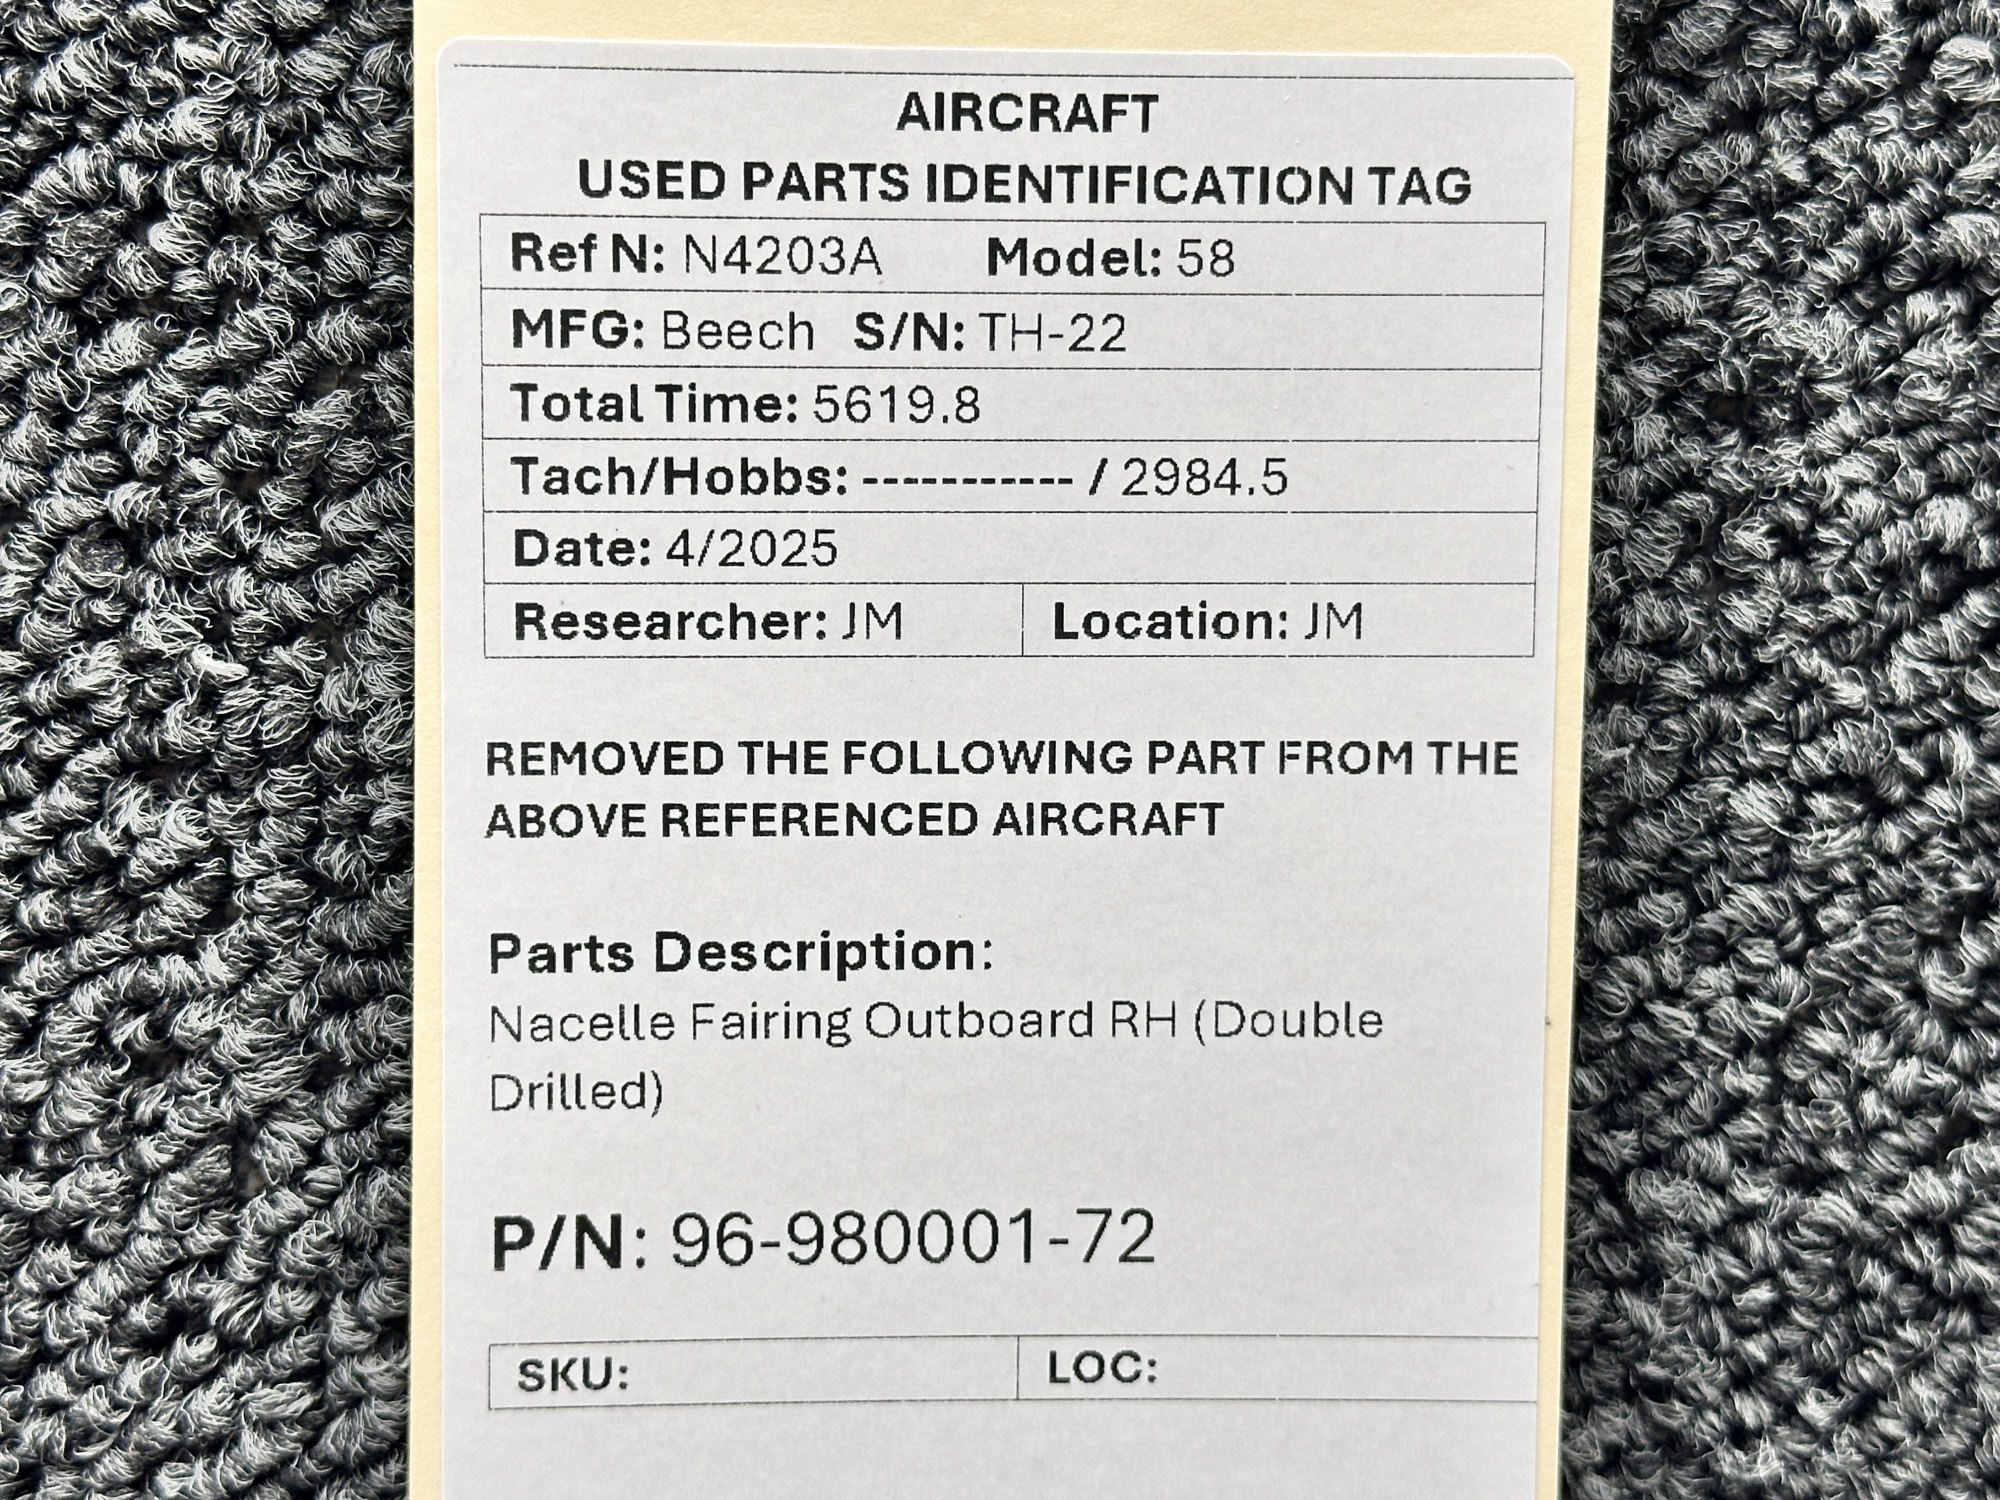 AIRCRAFT
USED PARTS IDENTIFICATION TAG
Ref N: N4203A Model: 58
MFG: Beech S/N: TH-22
Total Time: 5619.8
Tach/Hobbs: ----------- / 2984.5
Date: 4/2025
Researcher: JM Location: JM
REMOVED THE FOLLOWING PART FROM THE
ABOVE REFERENCED AIRCRAFT
Parts Description:
Nacelle Fairing Outboard RH (Double
Drilled)
P/N: 96-980001-72
SKU: LOC: